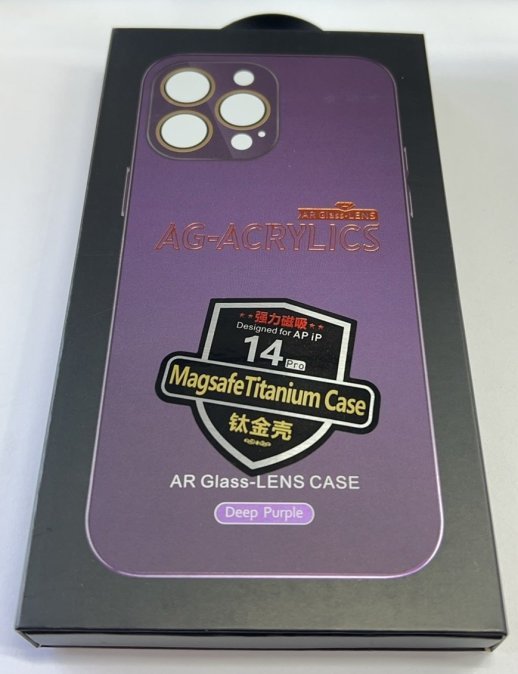 AR Glass-LENS
AG-ACRYLICS
★★强力磁吸★★
Designed for AP iP
14 Pro
MagsafeTitanium Case
钛金壳
AR Glass-LENS CASE
Deep Purple